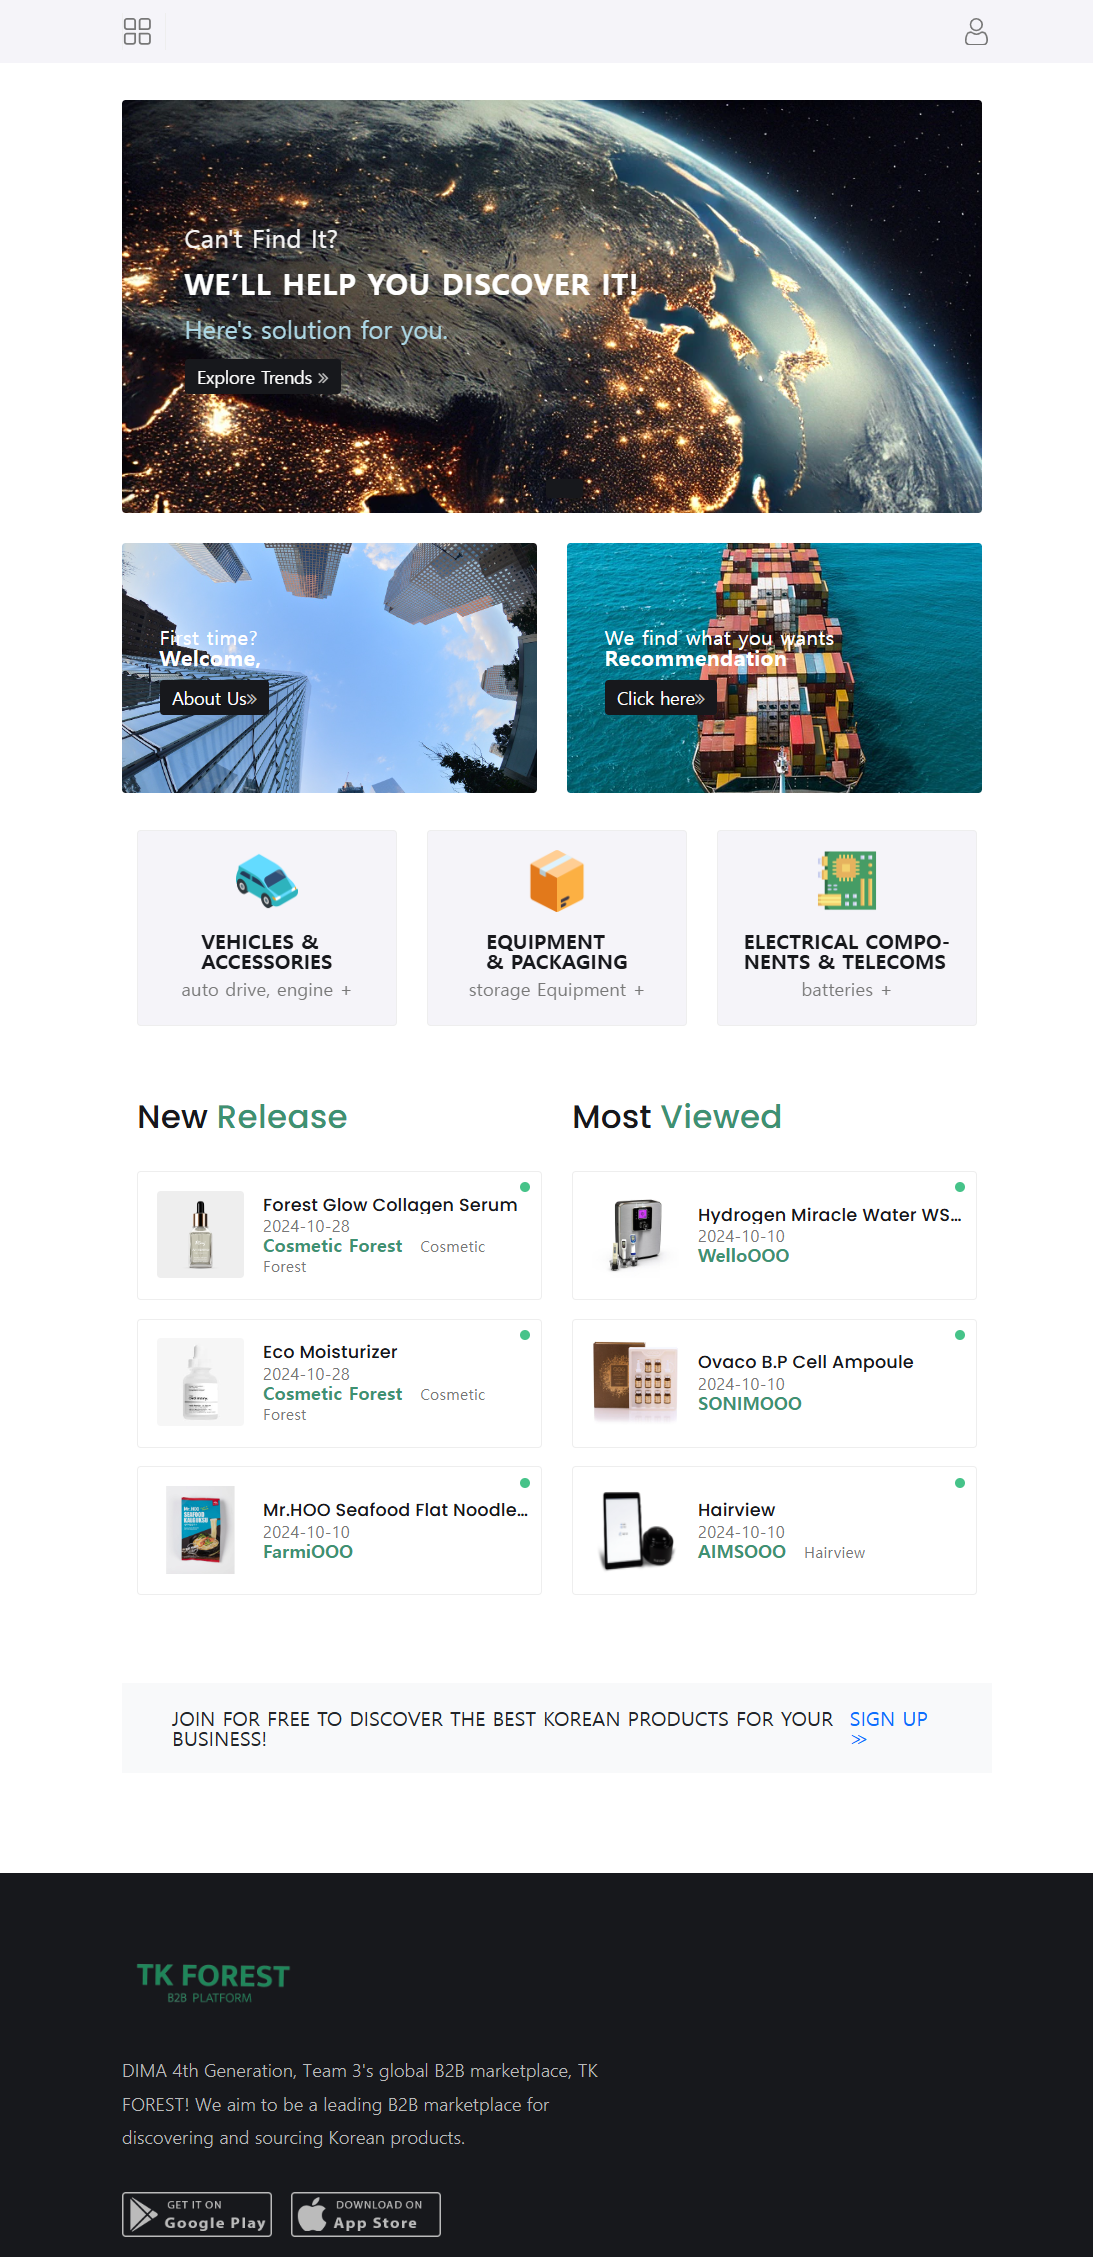 Can't Find It?
WE'LL HELP YOU DISCOVER IT!
Here's solution for you.
Explore Trends »
First time?
Welcome,
About Us»
We find what you wants
Recommendation
Click here»
VEHICLES &
ACCESSORIES
auto drive, engine +
EQUIPMENT
& PACKAGING
storage Equipment +
ELECTRICAL COMPO-
NENTS & TELECOMS
batteries +
New Release
Forest Glow Collagen Serum
2024-10-28
Cosmetic Forest Cosmetic
Forest
Eco Moisturizer
2024-10-28
Cosmetic Forest Cosmetic
Forest
Mr.HOO
SEAFOOD
Mr.HOO Seafood Flat Noodle...
2024-10-10
FarmiOOO
Most Viewed
Hydrogen Miracle Water WS...
2024-10-10
WelloOOO
Ovaco B.P Cell Ampoule
2024-10-10
SONIMOOO
Hairview
2024-10-10
AIMSOOO Hairview
JOIN FOR FREE TO DISCOVER THE BEST KOREAN PRODUCTS FOR YOUR
BUSINESS!
SIGN UP
≫
TK FOREST
B2B PLATFORM
DIMA 4th Generation, Team 3's global B2B marketplace, TK
FOREST! We aim to be a leading B2B marketplace for
discovering and sourcing Korean products.
GET IT ON
Google Play
DOWNLOAD ON
App Store